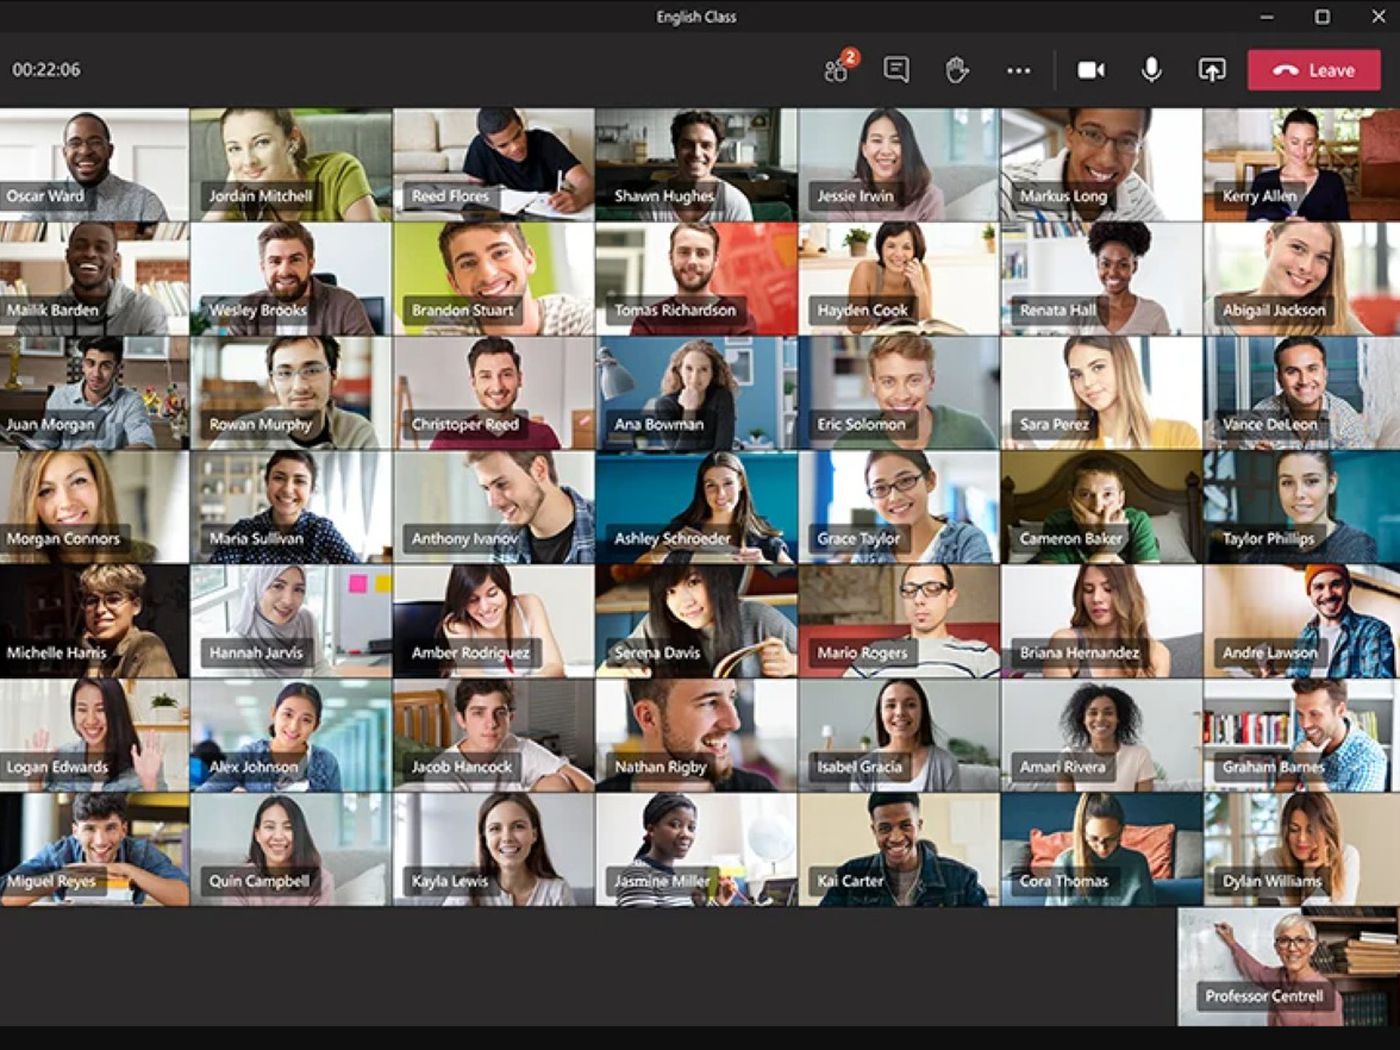 English Class
00:22:06
2
Leave
Oscar Ward
Jordan Mitchell
Reed Flores
Shawn Hughes
Jessie Irwin
Markus Long
Kerry Allen
Mallik Barden
Wesley Brooks
Brandon Stuart
Tomas Richardson
Hayden Cook
Renata Hall
Abigail Jackson
Juan Morgan
Rowan Murphy
Christoper Reed
Ana Bowman
Eric Solomon
Sara Perez
Vance DeLeon
Morgan Connors
Maria Sullivan
Anthony Ivanov
Ashley Schroeder
Grace Taylor
Cameron Baker
Taylor Phillips
Michelle Harris
Hannah Jarvis
Amber Rodriguez
Serena Davis
Mario Rogers
Briana Hernandez
Andre Lawson
Logan Edwards
Alex Johnson
Jacob Hancock
Nathan Rigby
Isabel Gracia
Amari Rivera
Graham Barnes
Miguel Reyes
Quin Campbell
Kayla Lewis
Jasmine Miller
Kai Carter
Cora Thomas
Dylan Williams
Professor Centrell